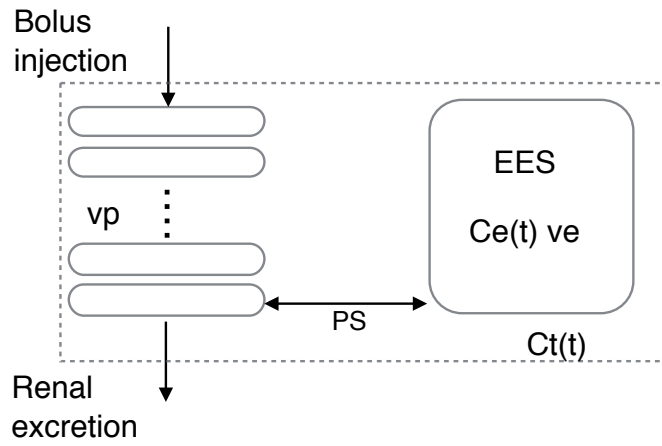 Bolus
injection
EES
vp
Ce(t) ve
PS
Ct(t)
Renal
excretion